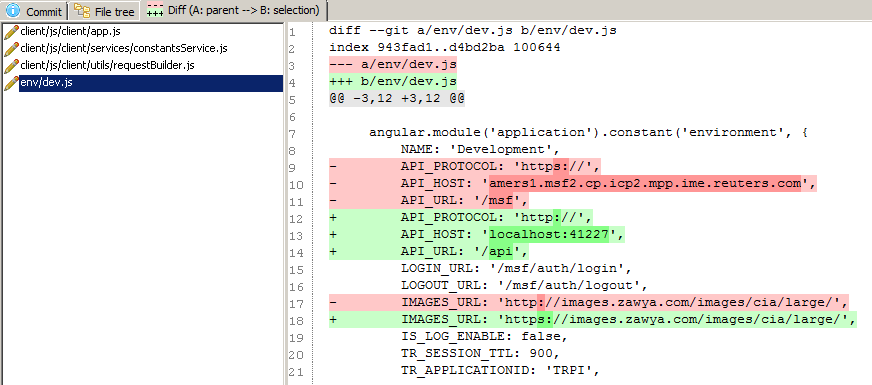 Commit File tree Diff (A: parent --> B: selection)
client/js/client/app.js
client/js/client/services/constantsService.js
client/js/client/utils/requestBuilder.js
env/dev.js
1 diff --git a/env/dev.js b/env/dev.js
2 index 943fad1..d4bd2ba 100644
3 --- a/env/dev.js
4 +++ b/env/dev.js
5 @@ -3,12 +3,12 @@
6
7 angular.module('application').constant('environment', {
8 NAME: 'Development',
9 - API_PROTOCOL: 'https://',
10 - API_HOST: 'amers1.msf2.cp.icp2.mpp.ime.reuters.com',
11 - API_URL: '/msf',
12 + API_PROTOCOL: 'http://',
13 + API_HOST: 'localhost:41227',
14 + API_URL: '/api',
15 LOGIN_URL: '/msf/auth/login',
16 LOGOUT_URL: '/msf/auth/logout',
17 - IMAGES_URL: 'http://images.zawya.com/images/cia/large/',
18 + IMAGES_URL: 'https://images.zawya.com/images/cia/large/',
19 IS_LOG_ENABLE: false,
20 TR_SESSION_TTL: 900,
21 TR_APPLICATIONID: 'TRPI',